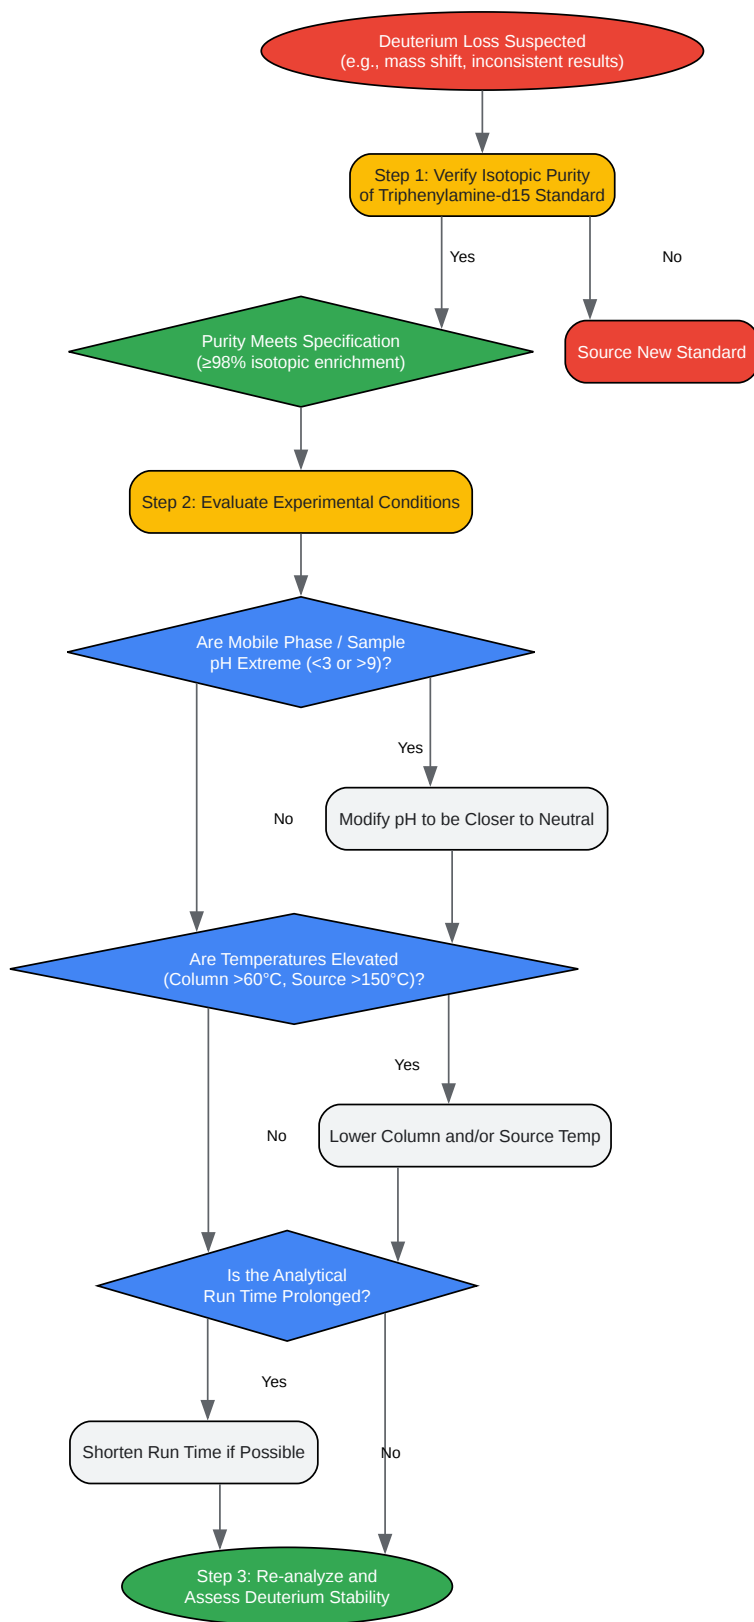 Deuterium Loss Suspected
(e.g., mass shift, inconsistent results)
Step 1: Verify Isotopic Purity
of Triphenylamine-d15 Standard
Yes
No
Purity Meets Specification
(≥98% isotopic enrichment)
Source New Standard
Step 2: Evaluate Experimental Conditions
Are Mobile Phase / Sample
pH Extreme (<3 or >9)?
Yes
No
Modify pH to be Closer to Neutral
Are Temperatures Elevated
(Column >60°C, Source >150°C)?
Yes
No
Lower Column and/or Source Temp
Is the Analytical
Run Time Prolonged?
Yes
Shorten Run Time if Possible
No
Step 3: Re-analyze and
Assess Deuterium Stability